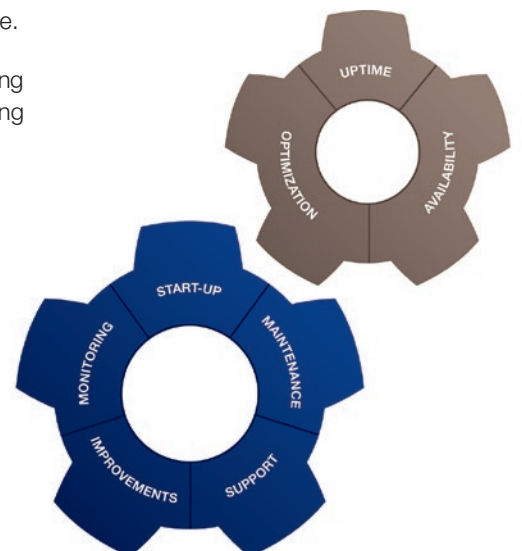 e.
ng
ng
UPTIME
OPTIMIZATION
AVAILABILITY
START-UP
MONITORING
MAINTENANCE
IMPROVEMENTS
SUPPORT